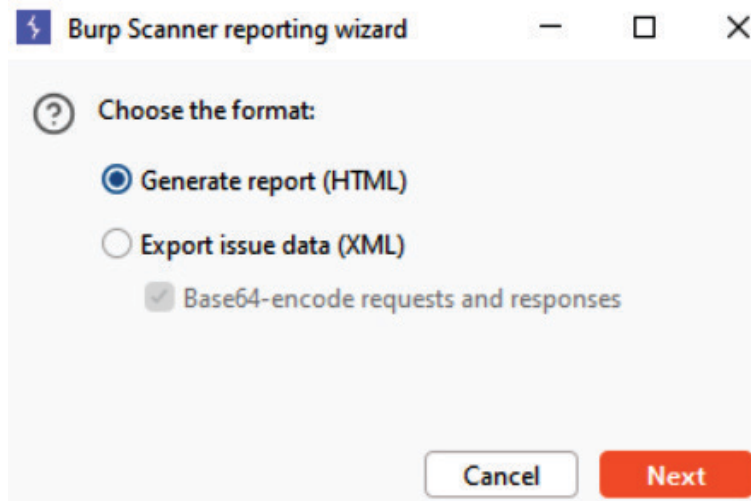 Burp Scanner reporting wizard
Choose the format:
Generate report (HTML)
Export issue data (XML)
Base64-encode requests and responses
Cancel Next